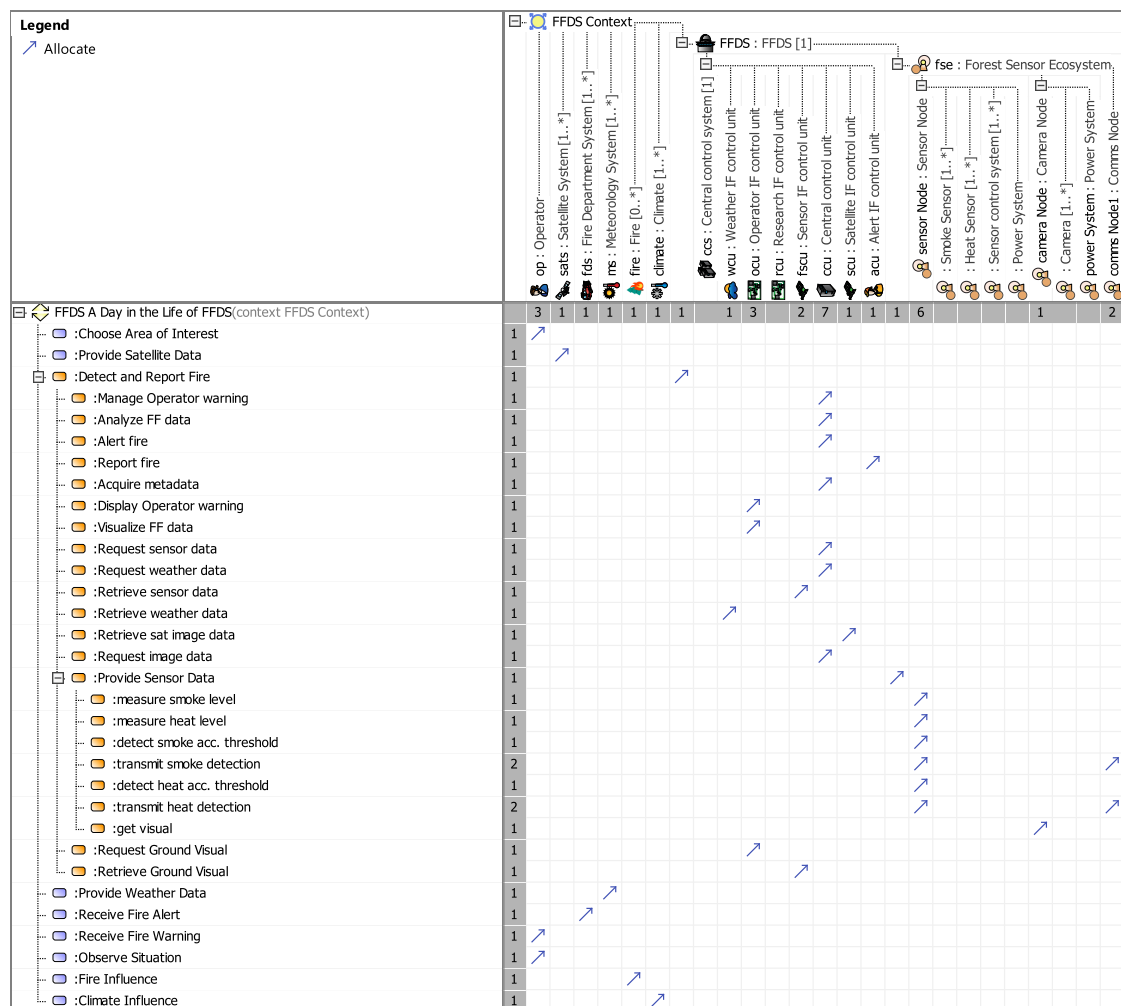 Legend
Allocate
FFDS Context
FFDS : FFDS [1]
fse : Forest Sensor Ecosystem
op : Operator
sats : Satellite System [1..*]
fds : Fire Department System [1..*]
ms : Meteorology System [1..*]
fire : Fire [0..*]
climate : Climate [1..*]
ccs : Central control system [1]
wcu : Weather IF control unit
ocu : Operator IF control unit
rcu : Research IF control unit
fscu : Sensor IF control unit
ccu : Central control unit
scu : Satellite IF control unit
acu : Alert IF control unit
sensor Node : Sensor Node
: Smoke Sensor [1..*]
: Heat Sensor [1..*]
: Sensor control system [1..*]
: Power System
camera Node : Camera Node
: Camera [1..*]
power System : Power System
comms Node1 : Comms Node
FFDS A Day in the Life of FFDS(context FFDS Context) 3 1 1 1 1 1 1 1 3 2 7 1 1 1 6 1 2
:Choose Area of Interest 1
:Provide Satellite Data 1
:Detect and Report Fire 1
:Manage Operator warning 1
:Analyze FF data 1
:Alert fire 1
:Report fire 1
:Acquire metadata 1
:Display Operator warning 1
:Visualize FF data 1
:Request sensor data 1
:Request weather data 1
:Retrieve sensor data 1
:Retrieve weather data 1
:Retrieve sat image data 1
:Request image data 1
:Provide Sensor Data 1
:measure smoke level 1
:measure heat level 1
:detect smoke acc. threshold 1
:transmit smoke detection 2
:detect heat acc. threshold 1
:transmit heat detection 2
:get visual 1
:Request Ground Visual 1
:Retrieve Ground Visual 1
:Provide Weather Data 1
:Receive Fire Alert 1
:Receive Fire Warning 1
:Observe Situation 1
:Fire Influence 1
:Climate Influence 1